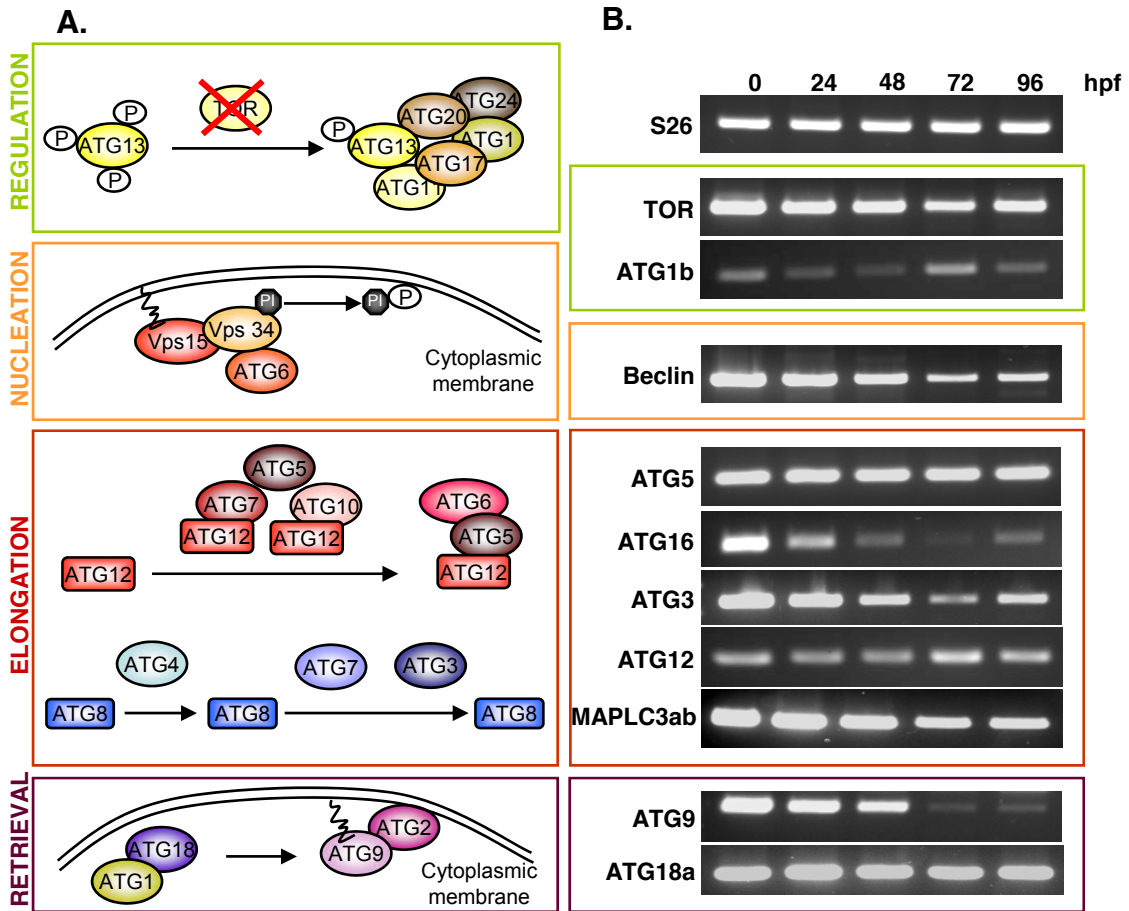 A.
REGULATION
P
P
P
ATG13
TOR
P
ATG13
ATG20
ATG24
ATG1
ATG17
ATG11
NUCLEATION
Vps15
Vps 34
ATG6
PI
PI
P
Cytoplasmic
membrane
ELONGATION
ATG12
ATG5
ATG7
ATG10
ATG12
ATG12
ATG6
ATG5
ATG12
ATG4
ATG7
ATG3
ATG8
ATG8
ATG8
RETRIEVAL
ATG18
ATG1
ATG9
ATG2
Cytoplasmic
membrane
B.
0 24 48 72 96 hpf
S26
TOR
ATG1b
Beclin
ATG5
ATG16
ATG3
ATG12
MAPLC3ab
ATG9
ATG18a